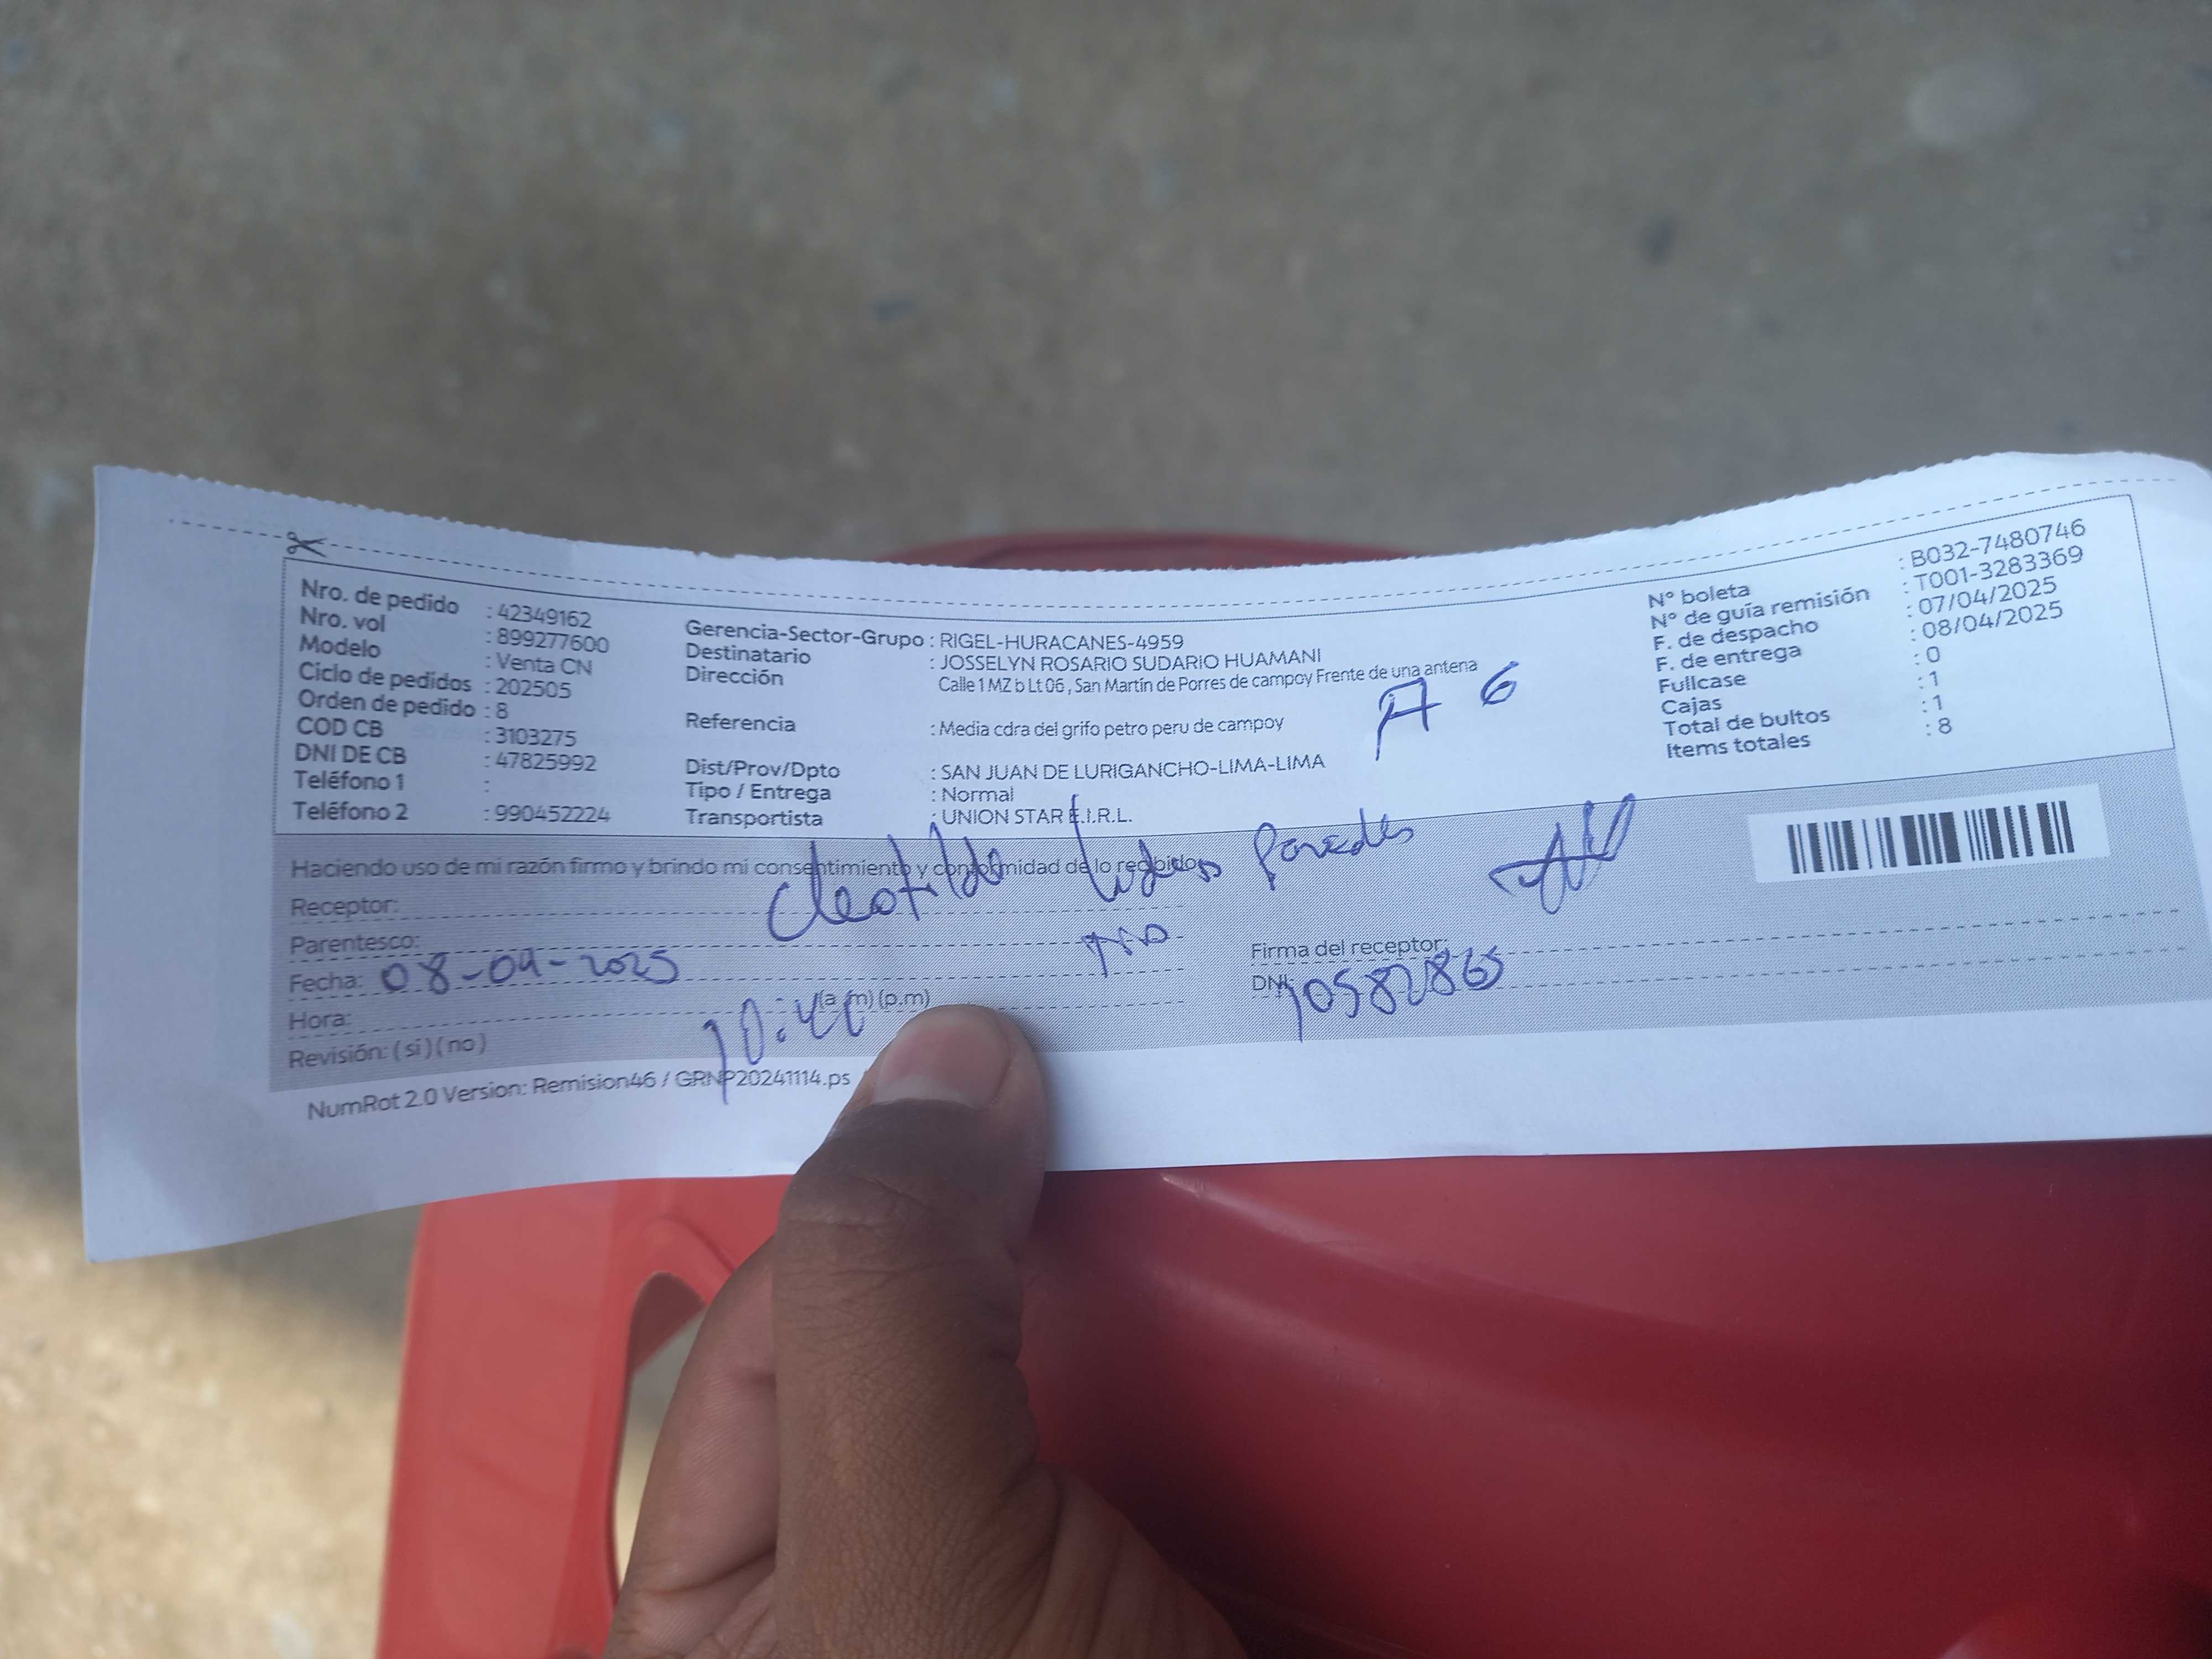 Nro. de pedido : 42349162
Nro. vol : 899277600
Modelo : Venta CN
Ciclo de pedidos : 202505
Orden de pedido : 8
COD CB : 3103275
DNI DE CB : 47825992
Teléfono 1 :
Teléfono 2 : 990452224
Gerencia-Sector-Grupo : RIGEL-HURACANES-4959
Destinatario : JOSSELYN ROSARIO SUDARIO HUAMANI
Dirección : Calle 1 MZ b Lt 06 , San Martín de Porres de campoy Frente de una antena
A 6
Referencia : Media cdra del grifo petro peru de campoy
Dist/Prov/Dpto : SAN JUAN DE LURIGANCHO-LIMA-LIMA
Tipo / Entrega : Normal
Transportista : UNION STAR E.I.R.L.
N° boleta : B032-7480746
N° de guía remisión : T001-3283369
F. de despacho : 07/04/2025
F. de entrega : 08/04/2025
Fullcase : 0
Cajas : 1
Total de bultos : 1
Items totales : 8
Haciendo uso de mi razón firmo y brindo mi consentimiento y conformidad de lo recibido
Receptor: Cleotilde Paredes
Parentesco:
Fecha: 08-04-2025
Hora: (a.m) (p.m)
Revisión: ( si ) ( no )
Firma del receptor:
DNI: 10582865
NumRot 2.0 Version: Remision46 / GRNP20241114.ps